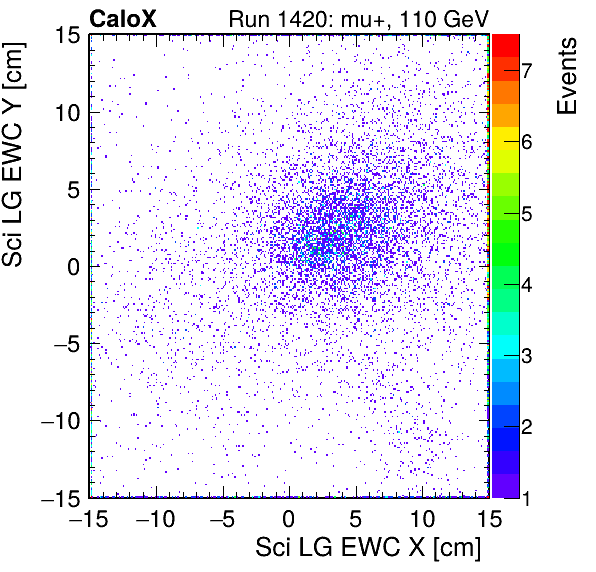 CaloX Run 1420: mu+, 110 GeV
Sci LG EWC Y [cm]
15
10
5
0
−5
−10
−15
−15 −10 −5 0 5 10 15
Sci LG EWC X [cm]
Events
7
6
5
4
3
2
1